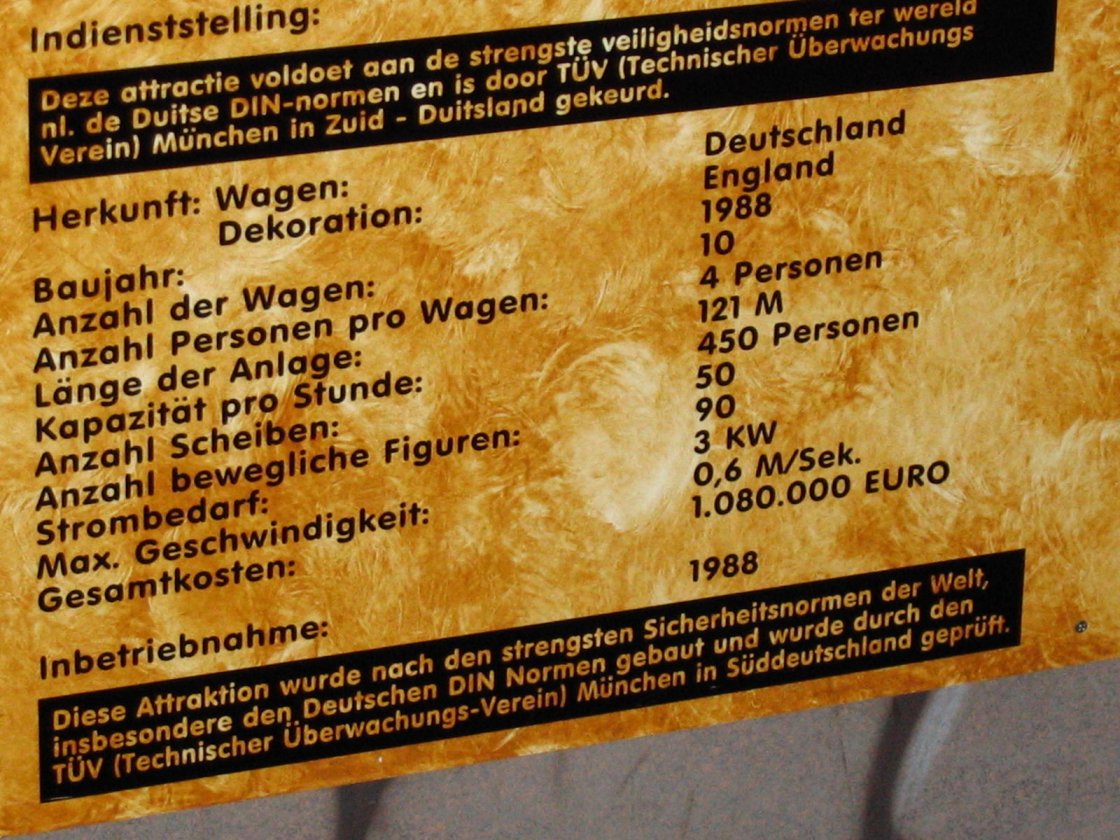 Indienststelling:
Deze attractie voldoet aan de strengste veiligheidsnormen ter wereld
nl. de Duitse DIN-normen en is door TÜV (Technischer Überwachungs
Verein) München in Zuid - Duitsland gekeurd.
Herkunft: Wagen: Deutschland
Dekoration: England
Baujahr: 1988
Anzahl der Wagen: 10
Anzahl Personen pro Wagen: 4 Personen
Länge der Anlage: 121 M
Kapazität pro Stunde: 450 Personen
Anzahl Scheiben: 50
Anzahl bewegliche Figuren: 90
Strombedarf: 3 KW
Max. Geschwindigkeit: 0,6 M/Sek.
Gesamtkosten: 1.080.000 EURO
Inbetriebnahme: 1988
Diese Attraktion wurde nach den strengsten Sicherheitsnormen der Welt,
insbesondere den Deutschen DIN Normen gebaut und wurde durch den
TÜV (Technischer Überwachungs-Verein) München in Süddeutschland geprüft.